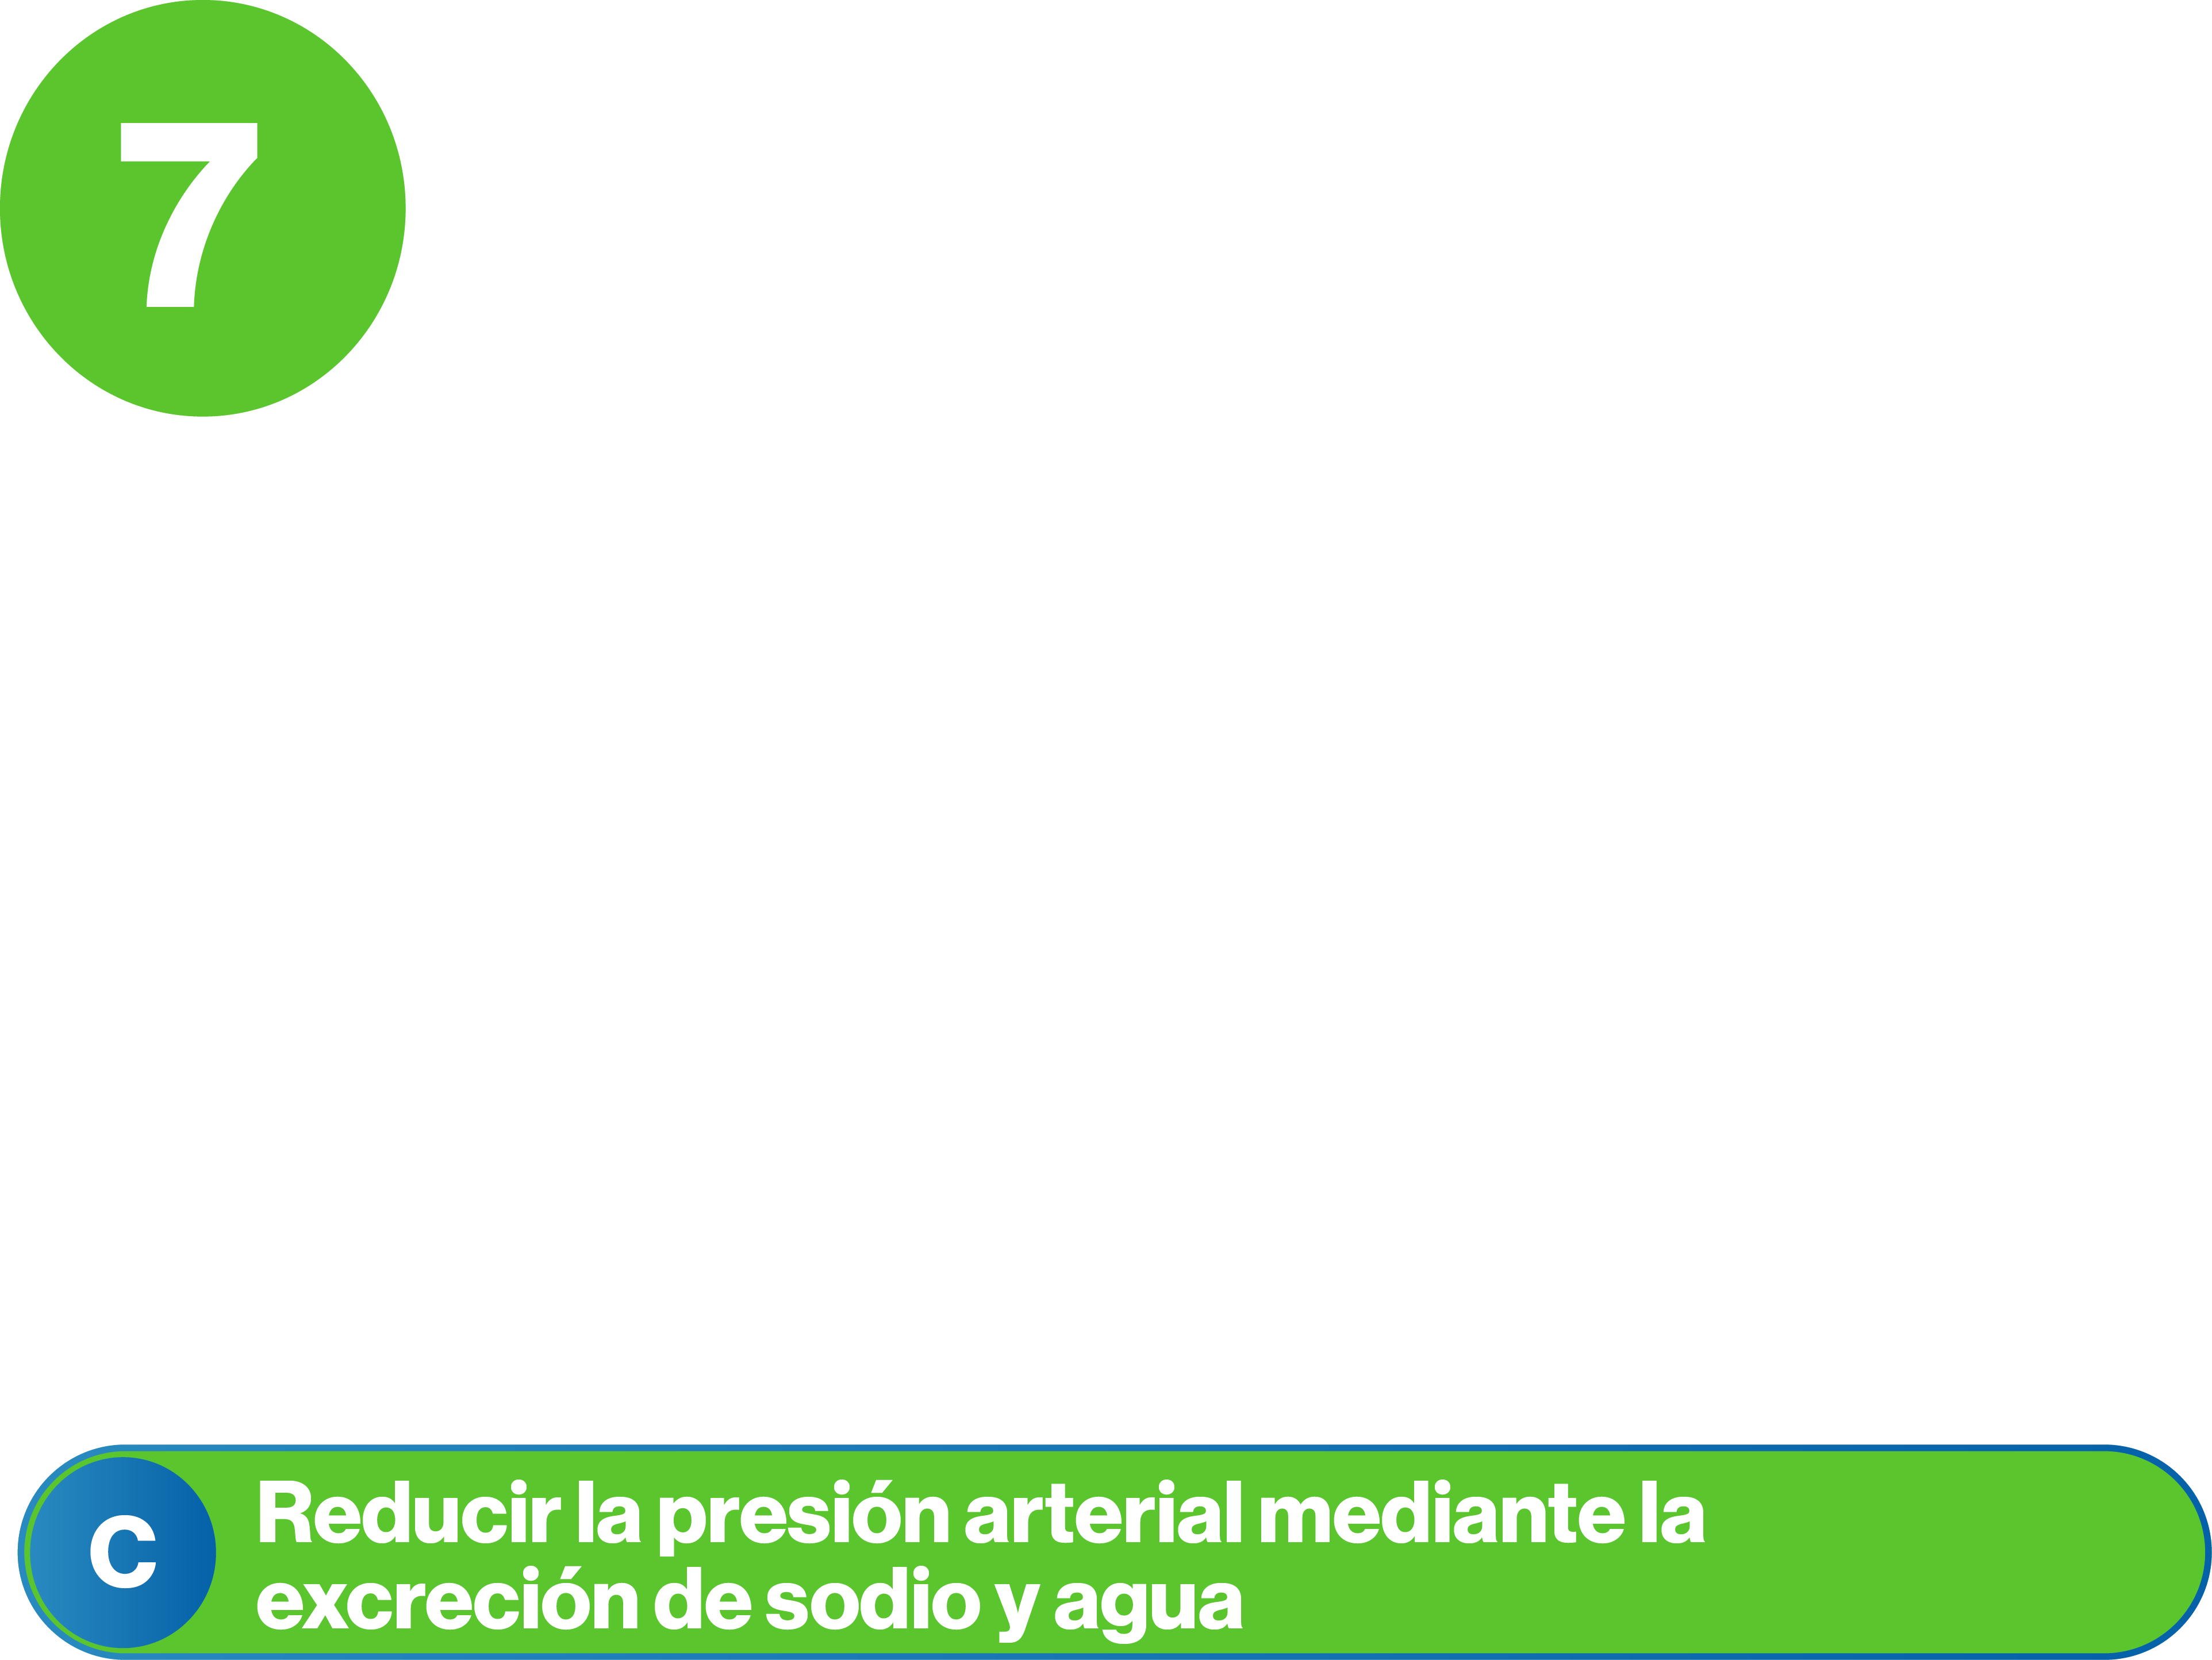 7
C
Reducir la presión arterial mediante la
excreción de sodio y agua